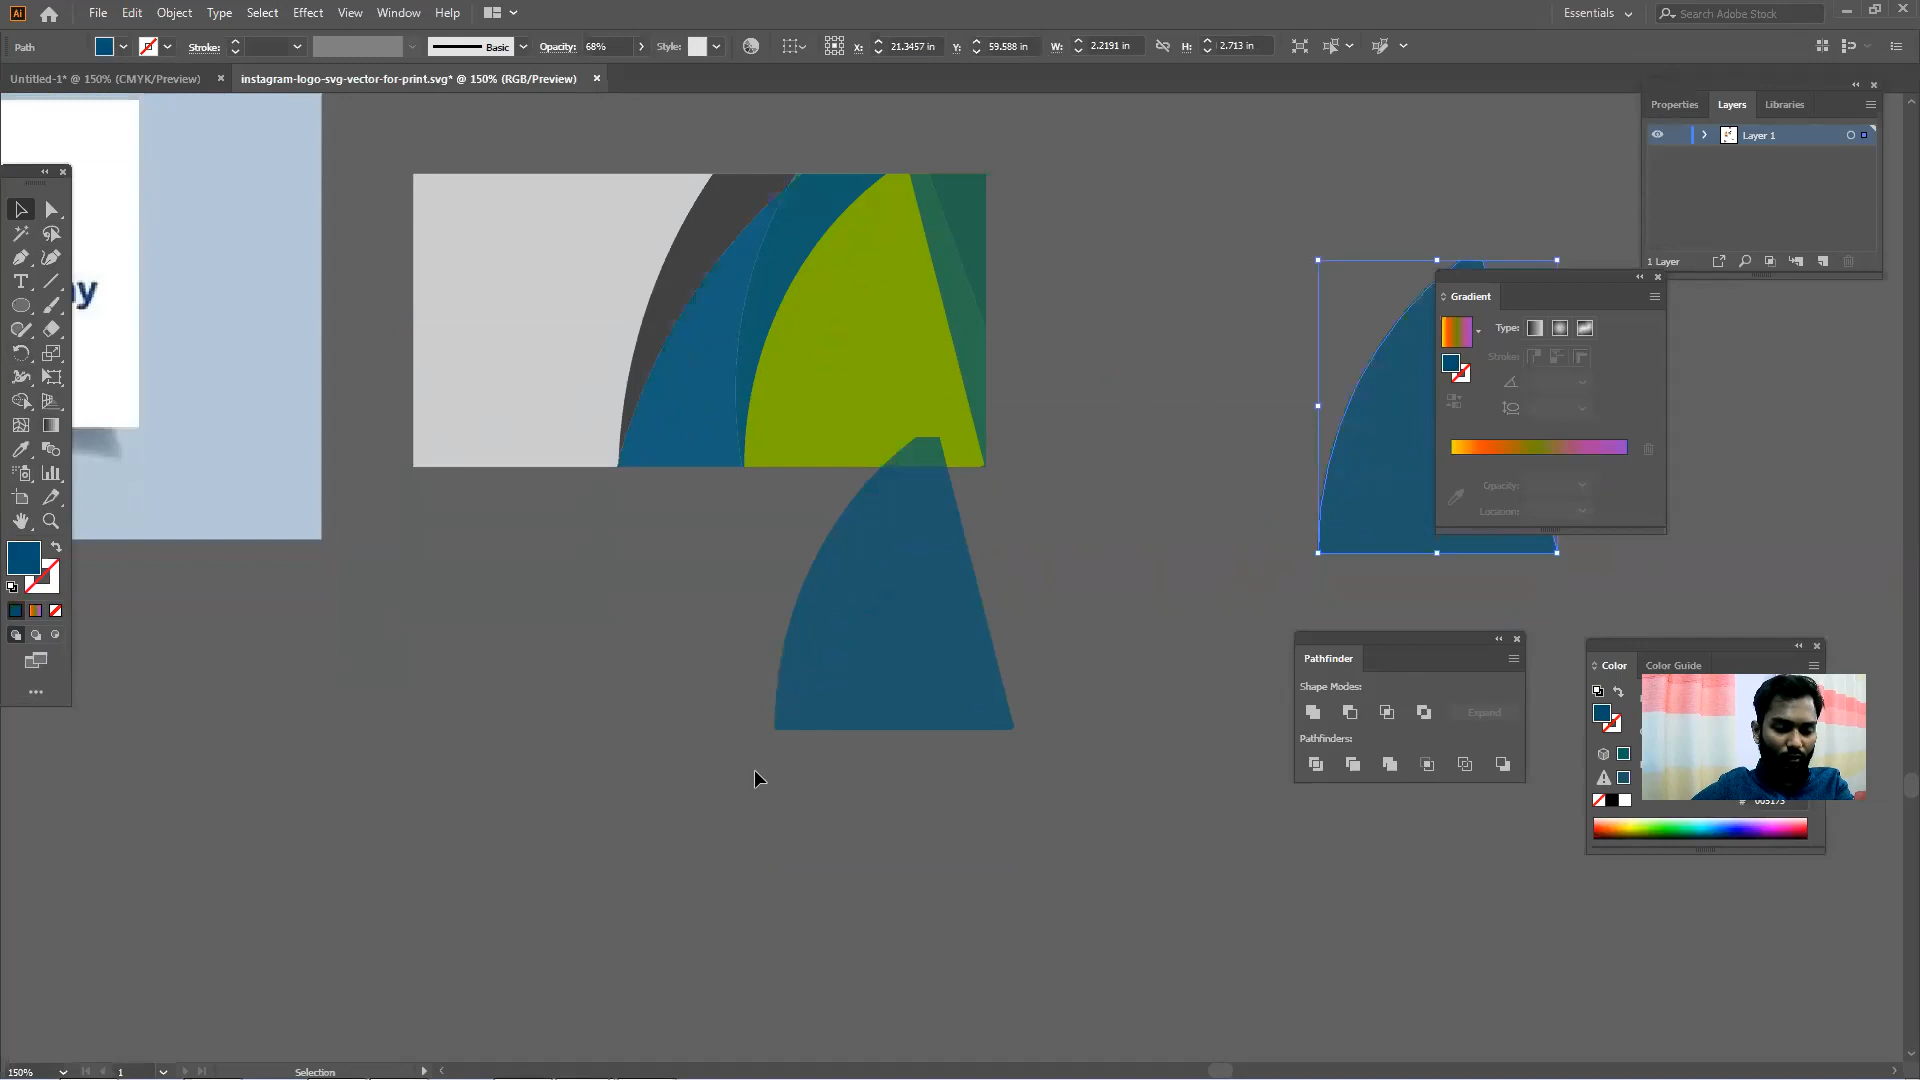 Ai File Edit Object Type Select Effect View Window Help Essentials Search Adobe Stock
Path Stroke: Basic Opacity: 68% Style: X: 21.3457 in Y: 59.588 in W: 2.2191 in H: 2.713 in
Untitled-1* @ 150% (CMYK/Preview) × instagram-logo-svg-vector-for-print.svg* @ 150% (RGB/Preview) ×
Properties Layers Libraries
Layer 1
1 Layer
Gradient
Type:
Stroke:
Opacity:
Location:
Pathfinder
Shape Modes:
Expand
Pathfinders:
Color Color Guide
# 005173
150% 1 Selection